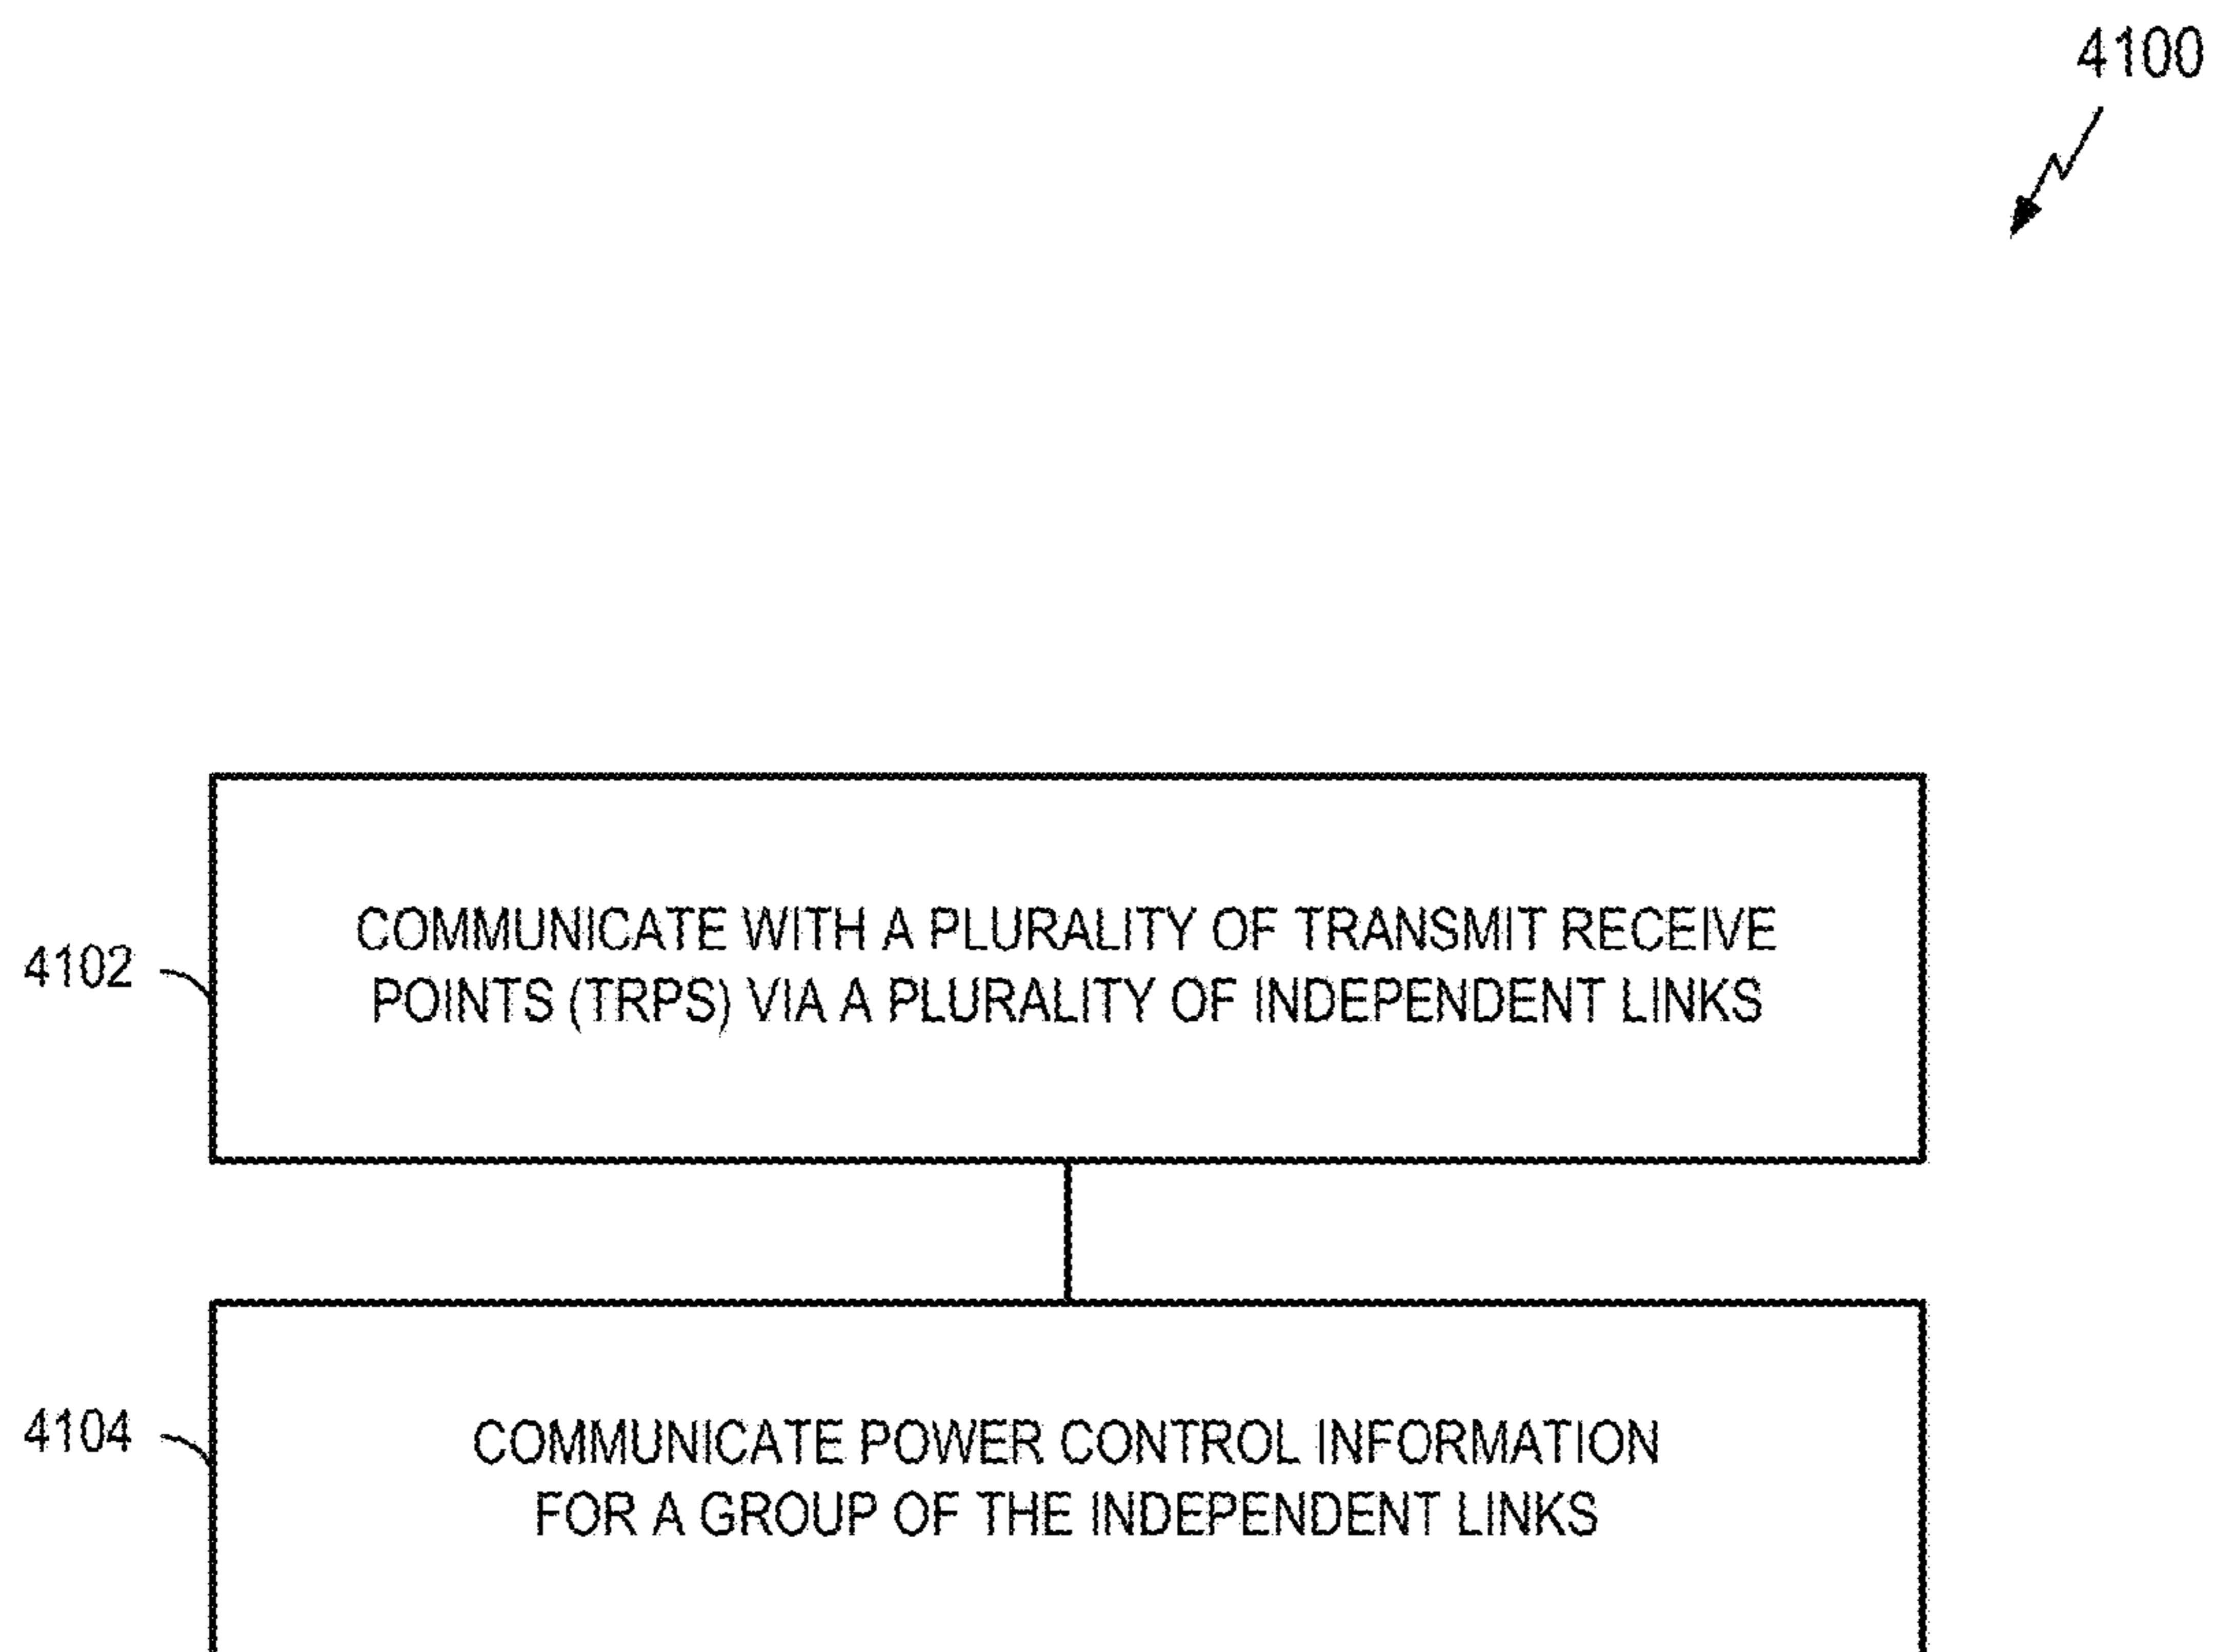 4100
4102
COMMUNICATE WITH A PLURALITY OF TRANSMIT RECEIVE
POINTS (TRPS) VIA A PLURALITY OF INDEPENDENT LINKS
4104
COMMUNICATE POWER CONTROL INFORMATION
FOR A GROUP OF THE INDEPENDENT LINKS